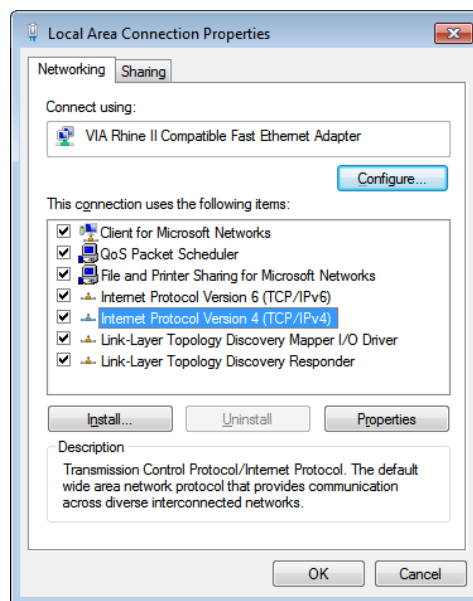 Local Area Connection Properties
Networking
Sharing
Connect using:
VIA Rhine II Compatible Fast Ethernet Adapter
Configure...
This connection uses the following items:
Client for Microsoft Networks
QoS Packet Scheduler
File and Printer Sharing for Microsoft Networks
Internet Protocol Version 6 (TCP/IPv6)
Internet Protocol Version 4 (TCP/IPv4)
Link-Layer Topology Discovery Mapper I/O Driver
Link-Layer Topology Discovery Responder
Install...
Uninstall
Properties
Description
Transmission Control Protocol/Internet Protocol. The default
wide area network protocol that provides communication
across diverse interconnected networks.
OK
Cancel